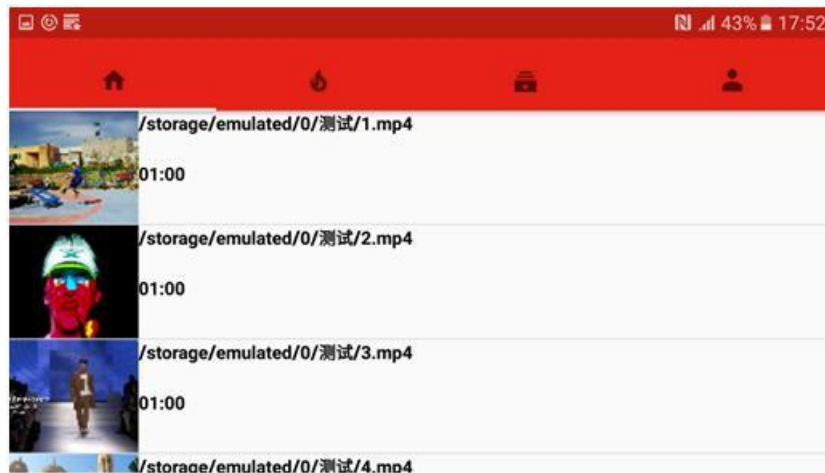 43% 17:52
/storage/emulated/0/测试/1.mp4
01:00
/storage/emulated/0/测试/2.mp4
01:00
/storage/emulated/0/测试/3.mp4
01:00
/storage/emulated/0/测试/4.mp4